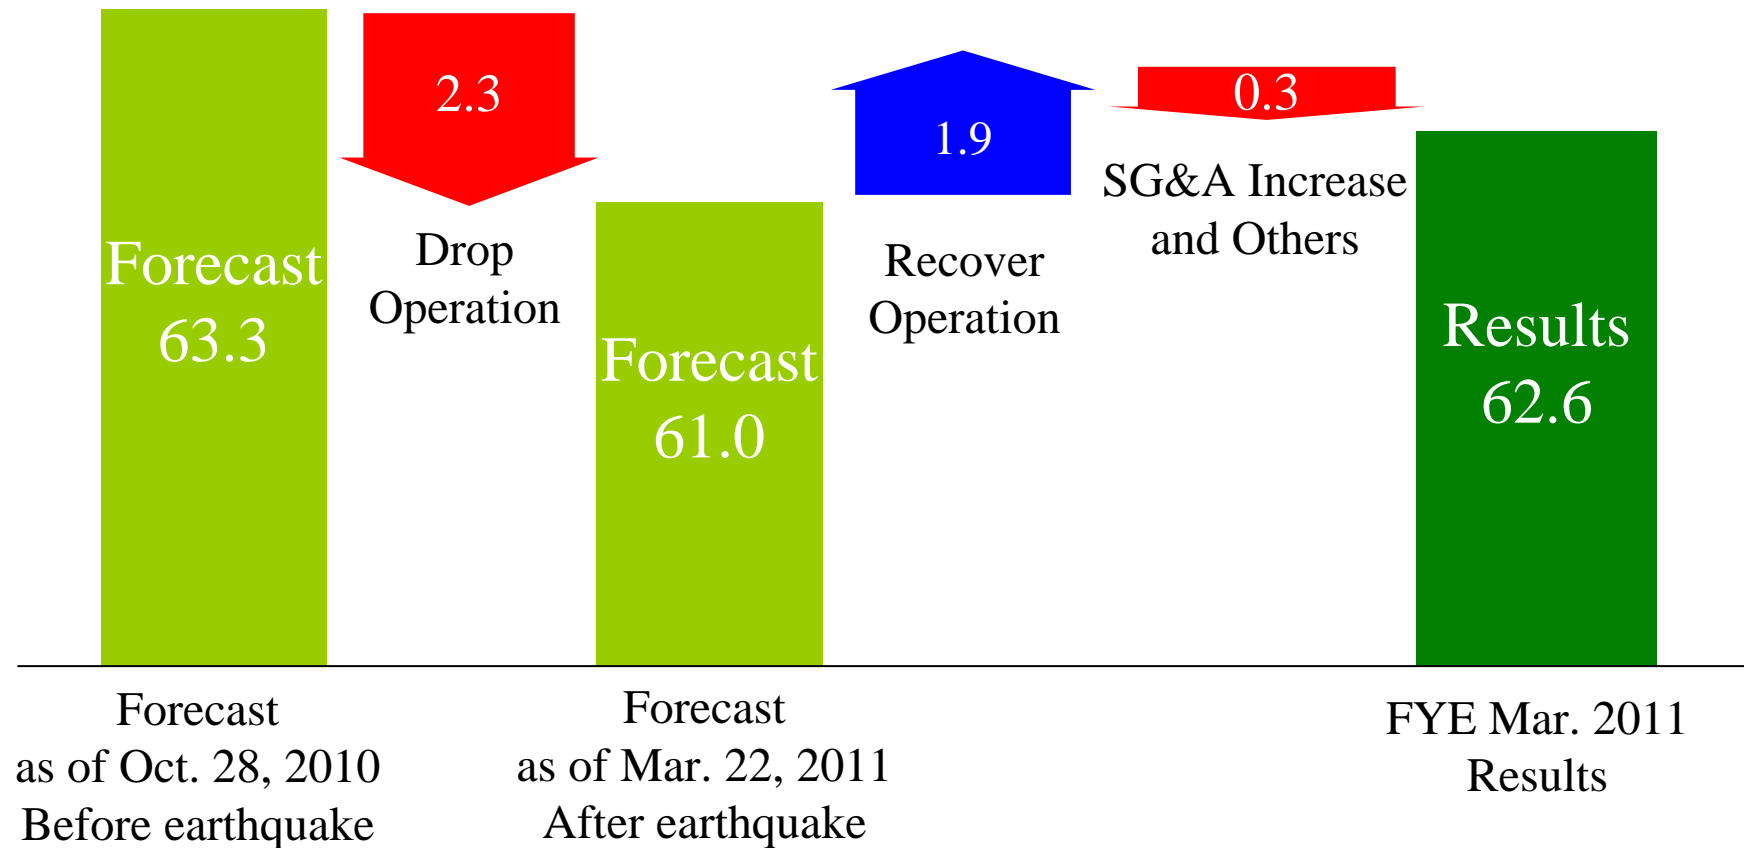 Forecast
63.3
2.3
Drop
Operation
Forecast
61.0
1.9
Recover
Operation
0.3
SG&A Increase
and Others
Results
62.6
Forecast
as of Oct. 28, 2010
Before earthquake
Forecast
as of Mar. 22, 2011
After earthquake
FYE Mar. 2011
Results